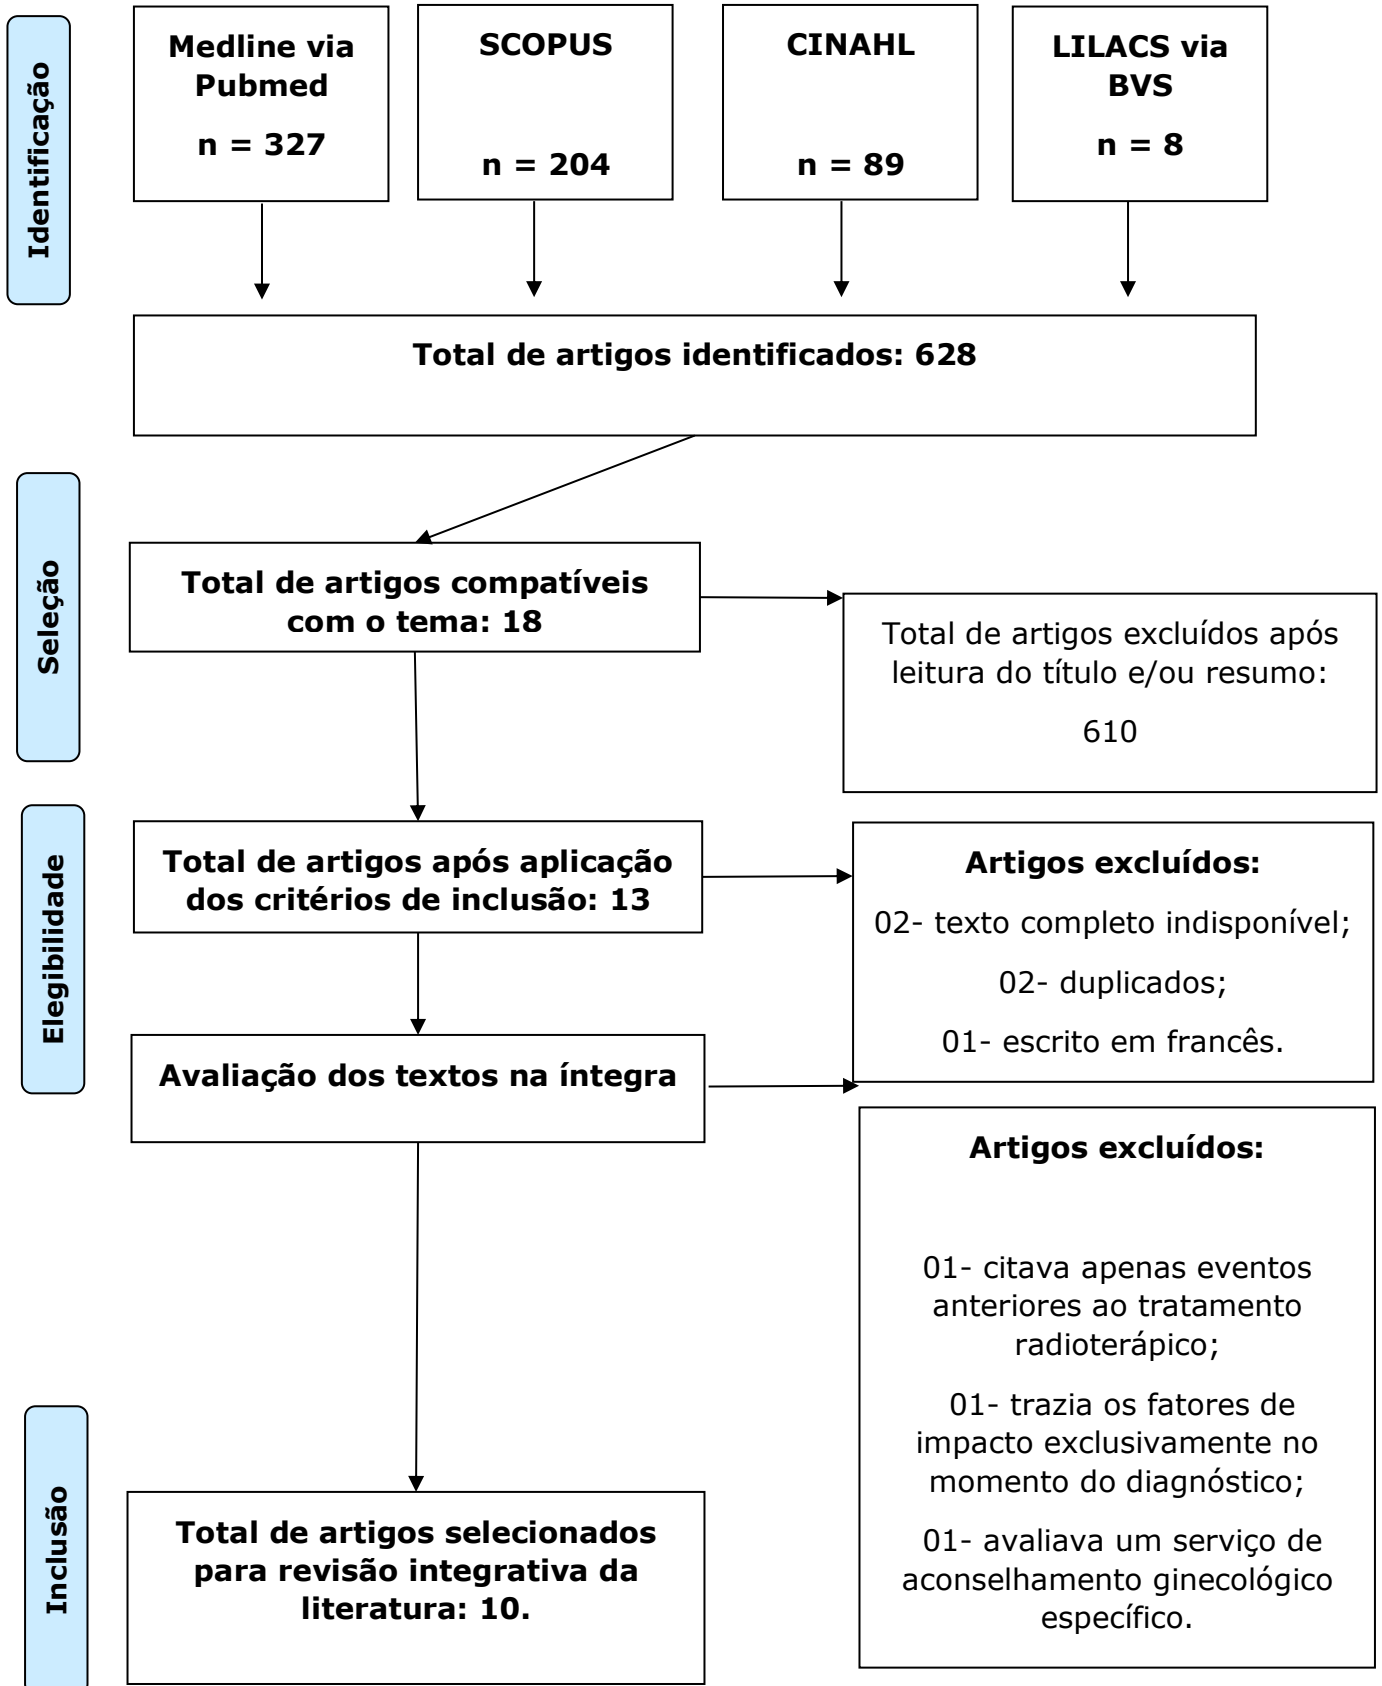 Identificação
Medline via
Pubmed
n = 327
SCOPUS
n = 204
CINAHL
n = 89
LILACS via
BVS
n = 8
Total de artigos identificados: 628
Seleção
Total de artigos compatíveis
com o tema: 18
Total de artigos excluídos após
leitura do título e/ou resumo:
610
Elegibilidade
Total de artigos após aplicação
dos critérios de inclusão: 13
Artigos excluídos:
02- texto completo indisponível;
02- duplicados;
01- escrito em francês.
Avaliação dos textos na íntegra
Artigos excluídos:
01- citava apenas eventos
anteriores ao tratamento
radioterápico;
01- trazia os fatores de
impacto exclusivamente no
momento do diagnóstico;
01- avaliava um serviço de
aconselhamento ginecológico
específico.
Inclusão
Total de artigos selecionados
para revisão integrativa da
literatura: 10.